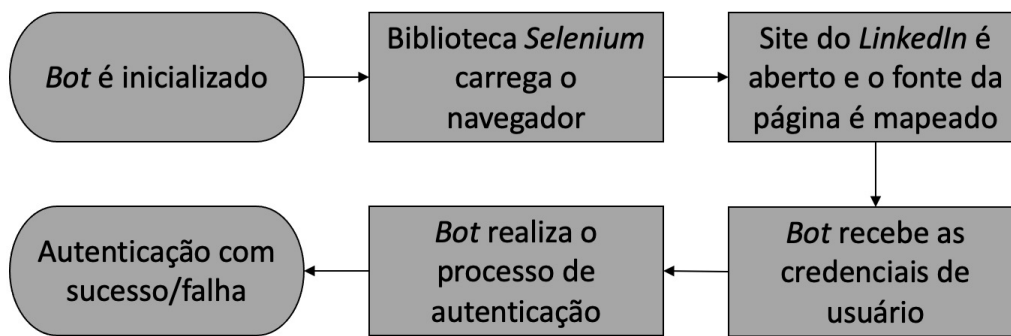 Bot é inicializado
Biblioteca Selenium
carrega o
navegador
Site do LinkedIn é
aberto e o fonte da
página é mapeado
Bot recebe as
credenciais de
usuário
Bot realiza o
processo de
autenticação
Autenticação com
sucesso/falha